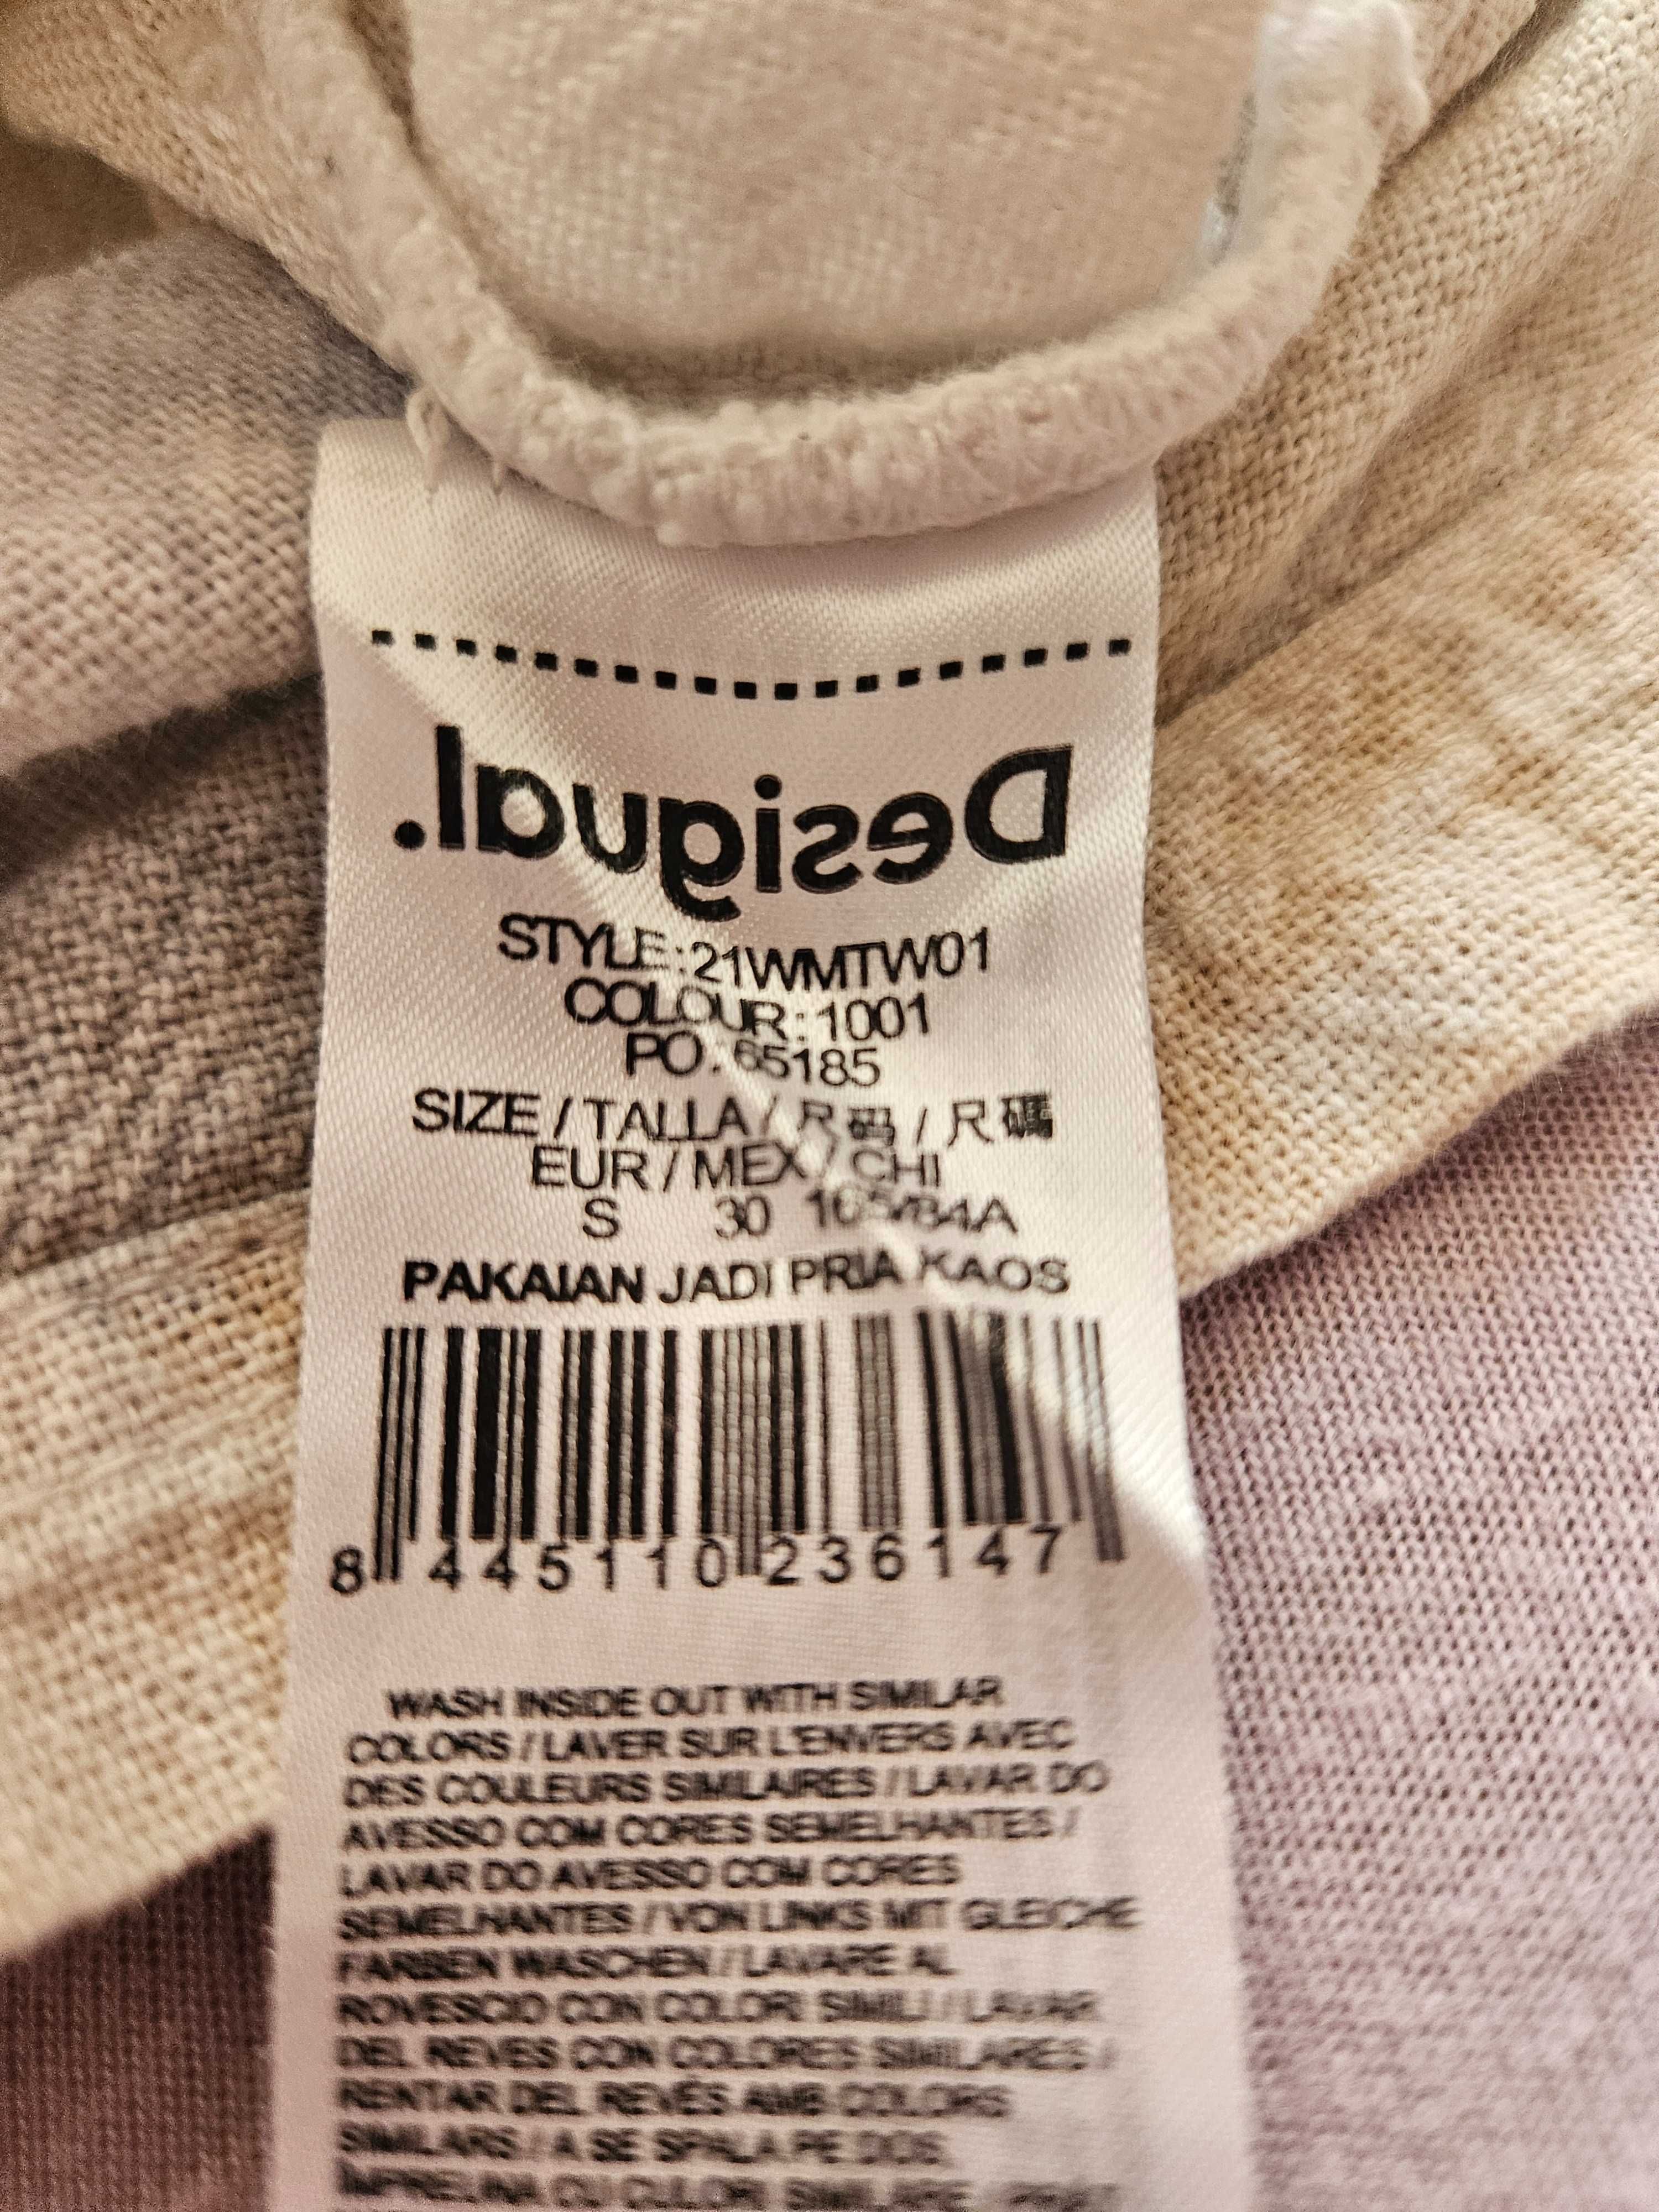 Desigual.
STYLE:21WMTW01
COLOUR:1001
PO.65185
SIZE / TALLA / 尺码 / 尺碼
EUR / MEX / CHI
S 30 165/84A
PAKAIAN JADI PRIA KAOS
8 445110 236147
WASH INSIDE OUT WITH SIMILAR
COLORS / LAVER SUR L'ENVERS AVEC
DES COULEURS SIMILAIRES / LAVAR DO
AVESSO COM CORES SEMELHANTES /
LAVAR DO AVESSO COM CORES
SEMELHANTES / VON LINKS MIT GLEICHE
FARBEN WASCHEN / LAVARE AL
ROVESCIO CON COLORI SIMILI / LAVAR
DEL REVES CON COLORES SIMILARES /
RENTAR DEL REVÉS AMB COLORS
SIMILARS / A SE SPALA PE DOS